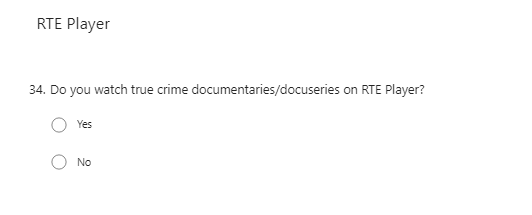 RTE Player
34. Do you watch true crime documentaries/docuseries on RTE Player?
Yes
No